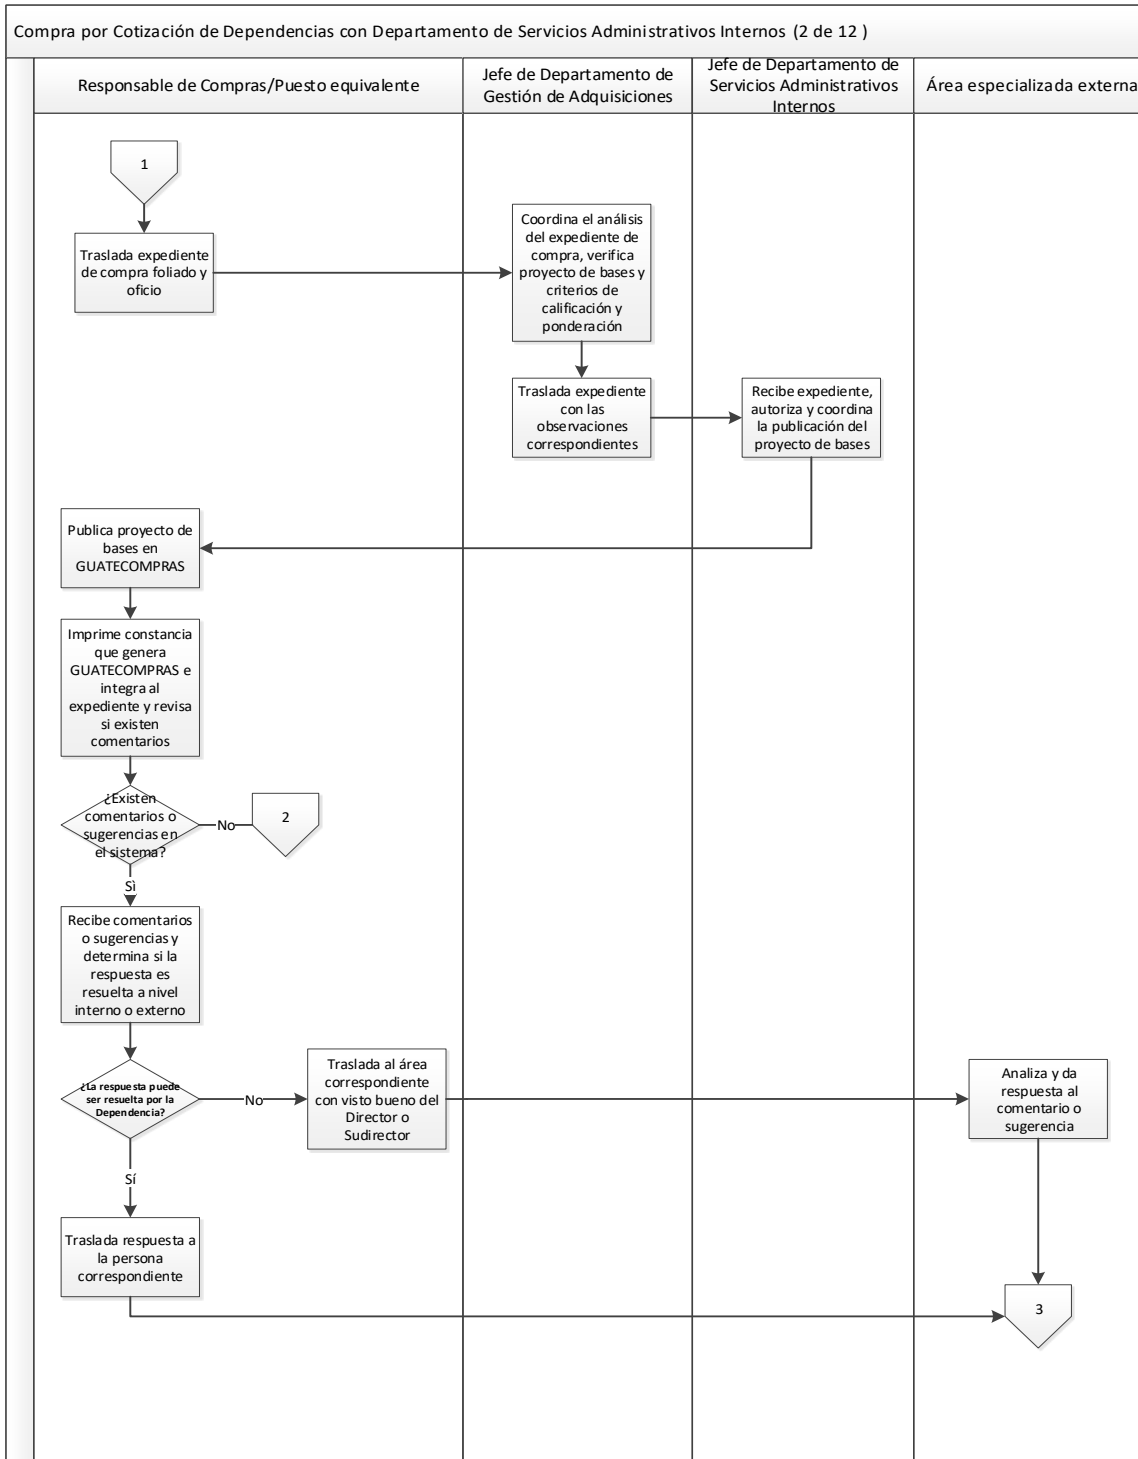 Compra por Cotización de Dependencias con Departamento de Servicios Administrativos Internos (2 de 12 )
Responsable de Compras/Puesto equivalente
Jefe de Departamento de
Gestión de Adquisiciones
Jefe de Departamento de
Servicios Administrativos
Internos
Área especializada externa
1
Traslada expediente
de compra foliado y
oficio
Coordina el análisis
del expediente de
compra, verifica
proyecto de bases y
criterios de
calificación y
ponderación
Traslada expediente
con las
observaciones
correspondientes
Recibe expediente,
autoriza y coordina
la publicación del
proyecto de bases
Publica proyecto de
bases en
GUATECOMPRAS
Imprime constancia
que genera
GUATECOMPRAS e
integra al
expediente y revisa
si existen
comentarios
¿Existen
comentarios o
sugerencias en
el sistema?
No
2
Sì
Recibe comentarios
o sugerencias y
determina si la
respuesta es
resuelta a nivel
interno o externo
¿La respuesta puede
ser resuelta por la
Dependencia?
No
Traslada al área
correspondiente
con visto bueno del
Director o
Sudirector
Analiza y da
respuesta al
comentario o
sugerencia
Sí
Traslada respuesta a
la persona
correspondiente
3